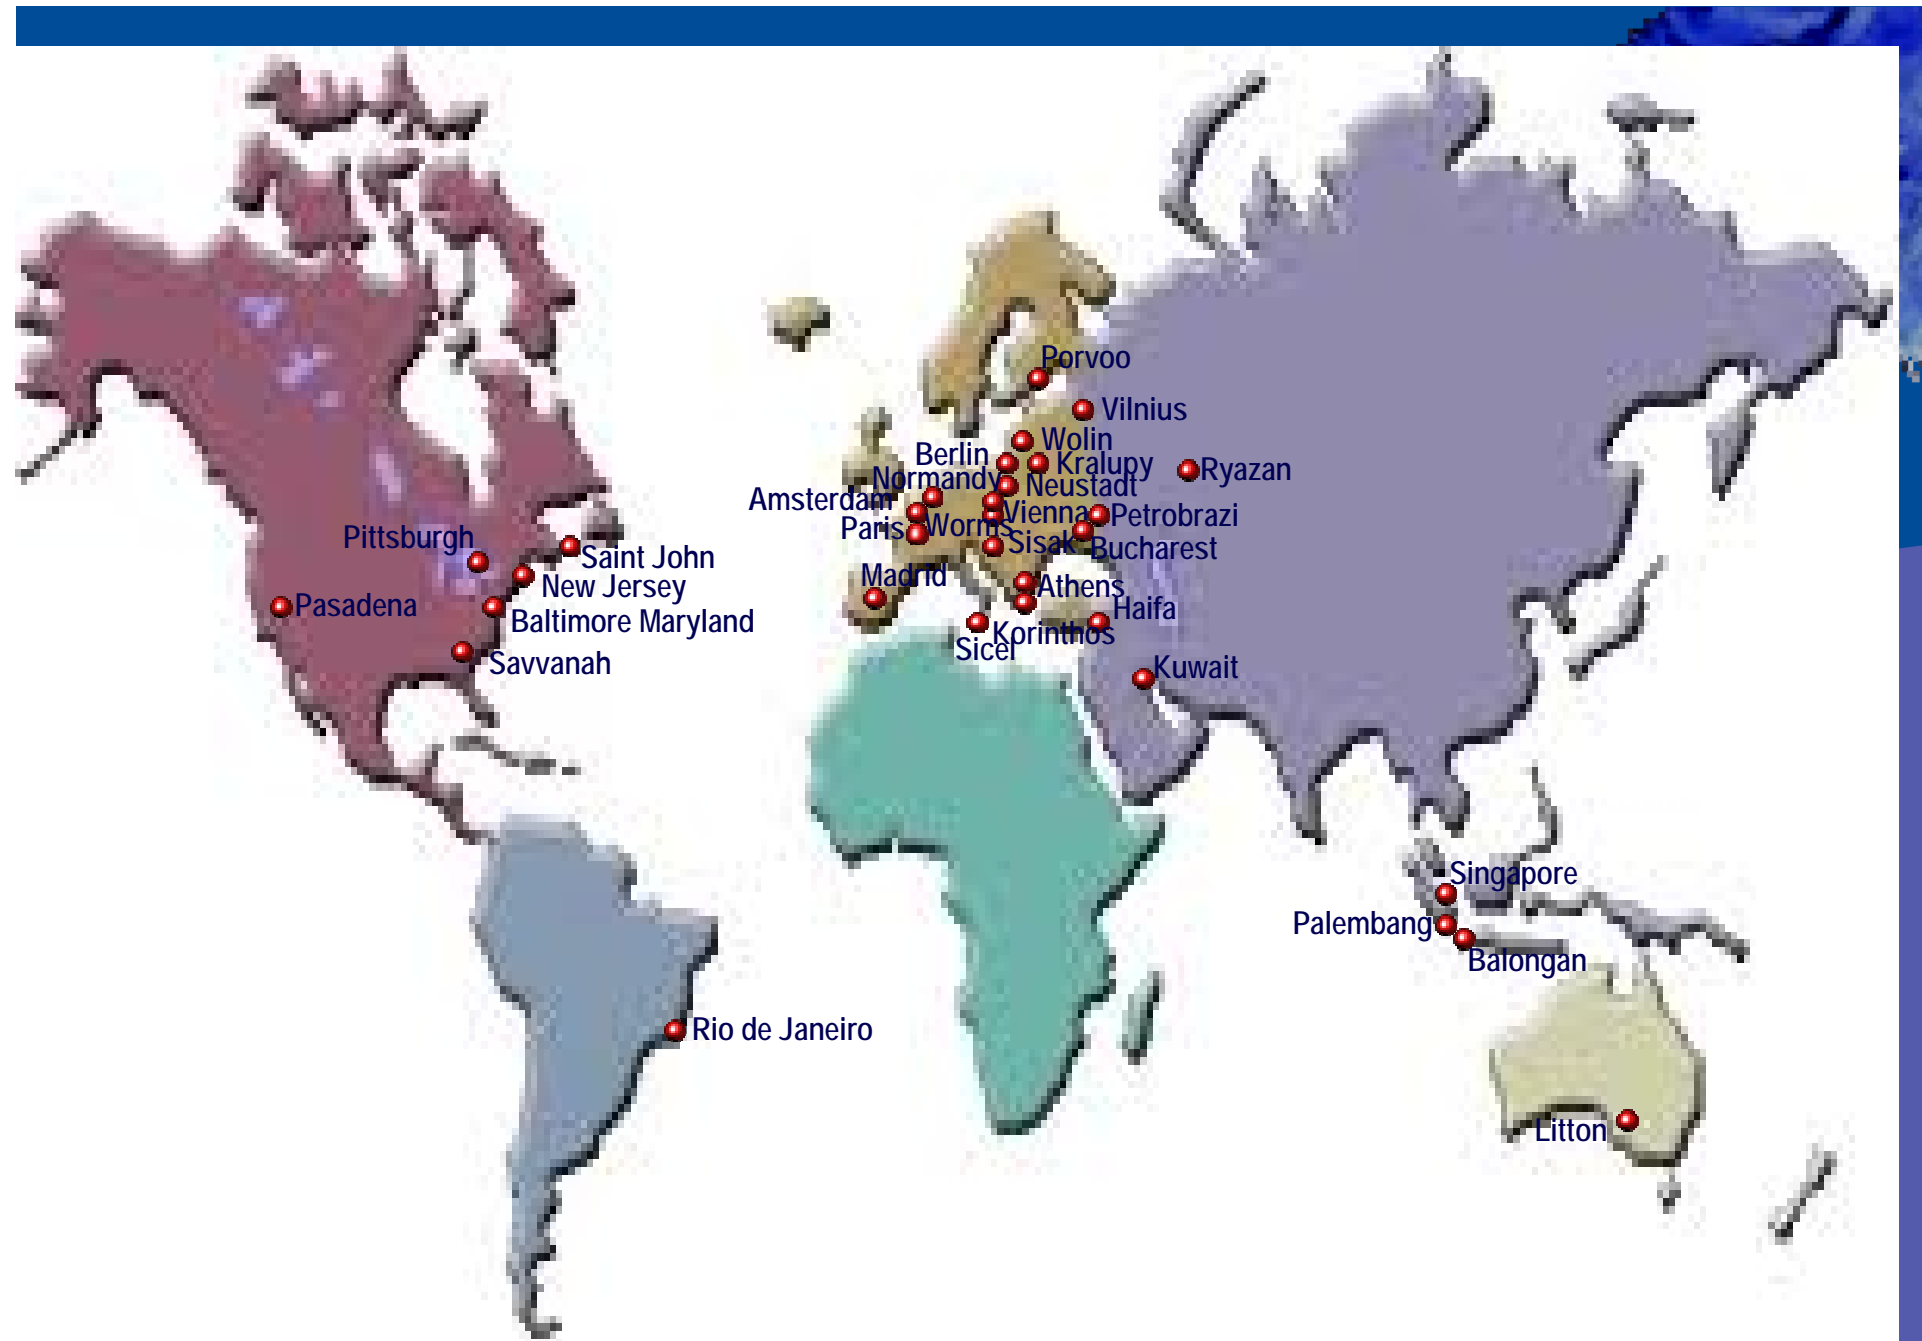 Porvoo
Vilnius
Wolin
Berlin
Kralupy
Ryazan
Normandy
Neustadt
Amsterdam
Vienna
Petrobrazi
Paris
Worms
Sisak
Bucharest
Pittsburgh
Saint John
Madrid
New Jersey
Athens
Pasadena
Haifa
Baltimore Maryland
Korinthos
Sicel
Savvanah
Kuwait
Singapore
Palembang
Balongan
Rio de Janeiro
Litton